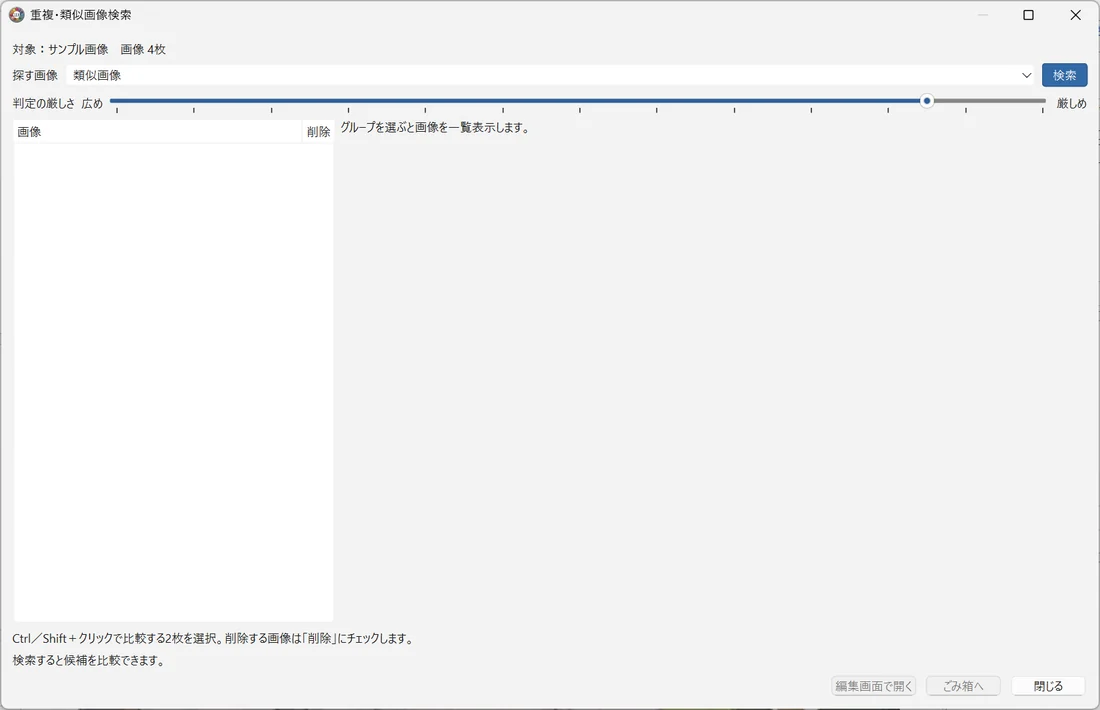 重複・類似画像検索
対象：サンプル画像　画像 4枚
探す画像 類似画像 検索
判定の厳しさ 広め 厳しめ
画像 削除 グループを選ぶと画像を一覧表示します。
Ctrl／Shift＋クリックで比較する2枚を選択。削除する画像は「削除」にチェックします。
検索すると候補を比較できます。
編集画面で開く ごみ箱へ 閉じる